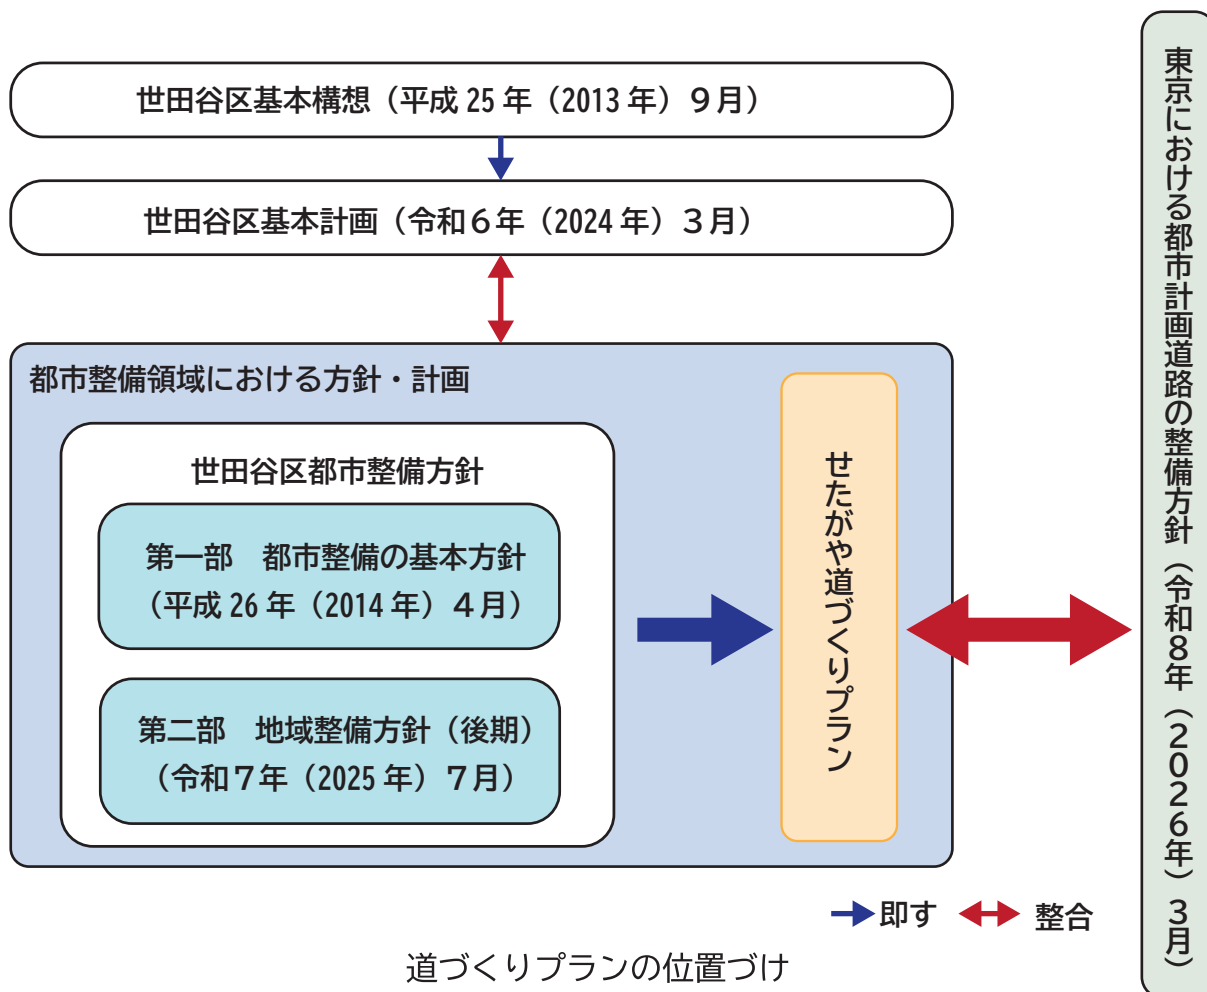 世田谷区基本構想（平成 25 年（2013 年）９月）
世田谷区基本計画（令和６年（2024 年）３月）
都市整備領域における方針・計画
世田谷区都市整備方針
第一部　都市整備の基本方針
（平成 26 年（2014 年）４月）
第二部　地域整備方針（後期）
（令和７年（2025 年）７月）
せたがや道づくりプラン
東京における都市計画道路の整備方針（令和８年（２０２６年）３月）
即す
整合
道づくりプランの位置づけ